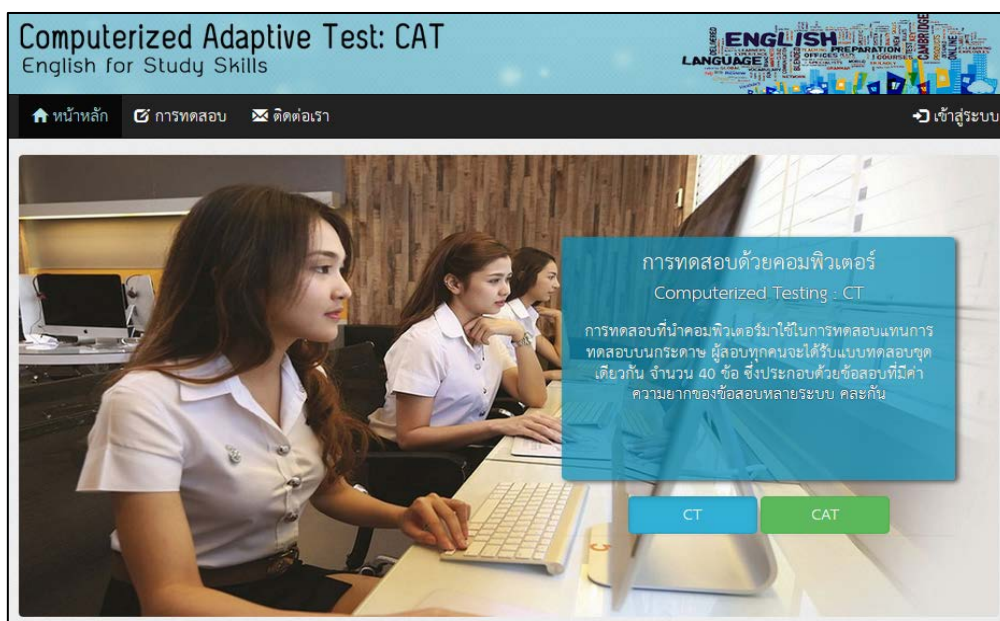 Computerized Adaptive Test: CAT
English for Study Skills
ENGLISH
LANGUAGE
PREPARATION
OFFICES
COURSES
CAMBRIDGE
ONLINE
หน้าหลัก การทดสอบ ติดต่อเรา เข้าสู่ระบบ
การทดสอบด้วยคอมพิวเตอร์
Computerized Testing : CT
การทดสอบที่นำคอมพิวเตอร์มาใช้ในการทดสอบแทนการ
ทดสอบบนกระดาษ ผู้สอบทุกคนจะได้รับแบบทดสอบชุด
เดียวกัน จำนวน 40 ข้อ ซึ่งประกอบด้วยข้อสอบที่มีค่า
ความยากของข้อสอบหลายระบบ คละกัน
CT CAT